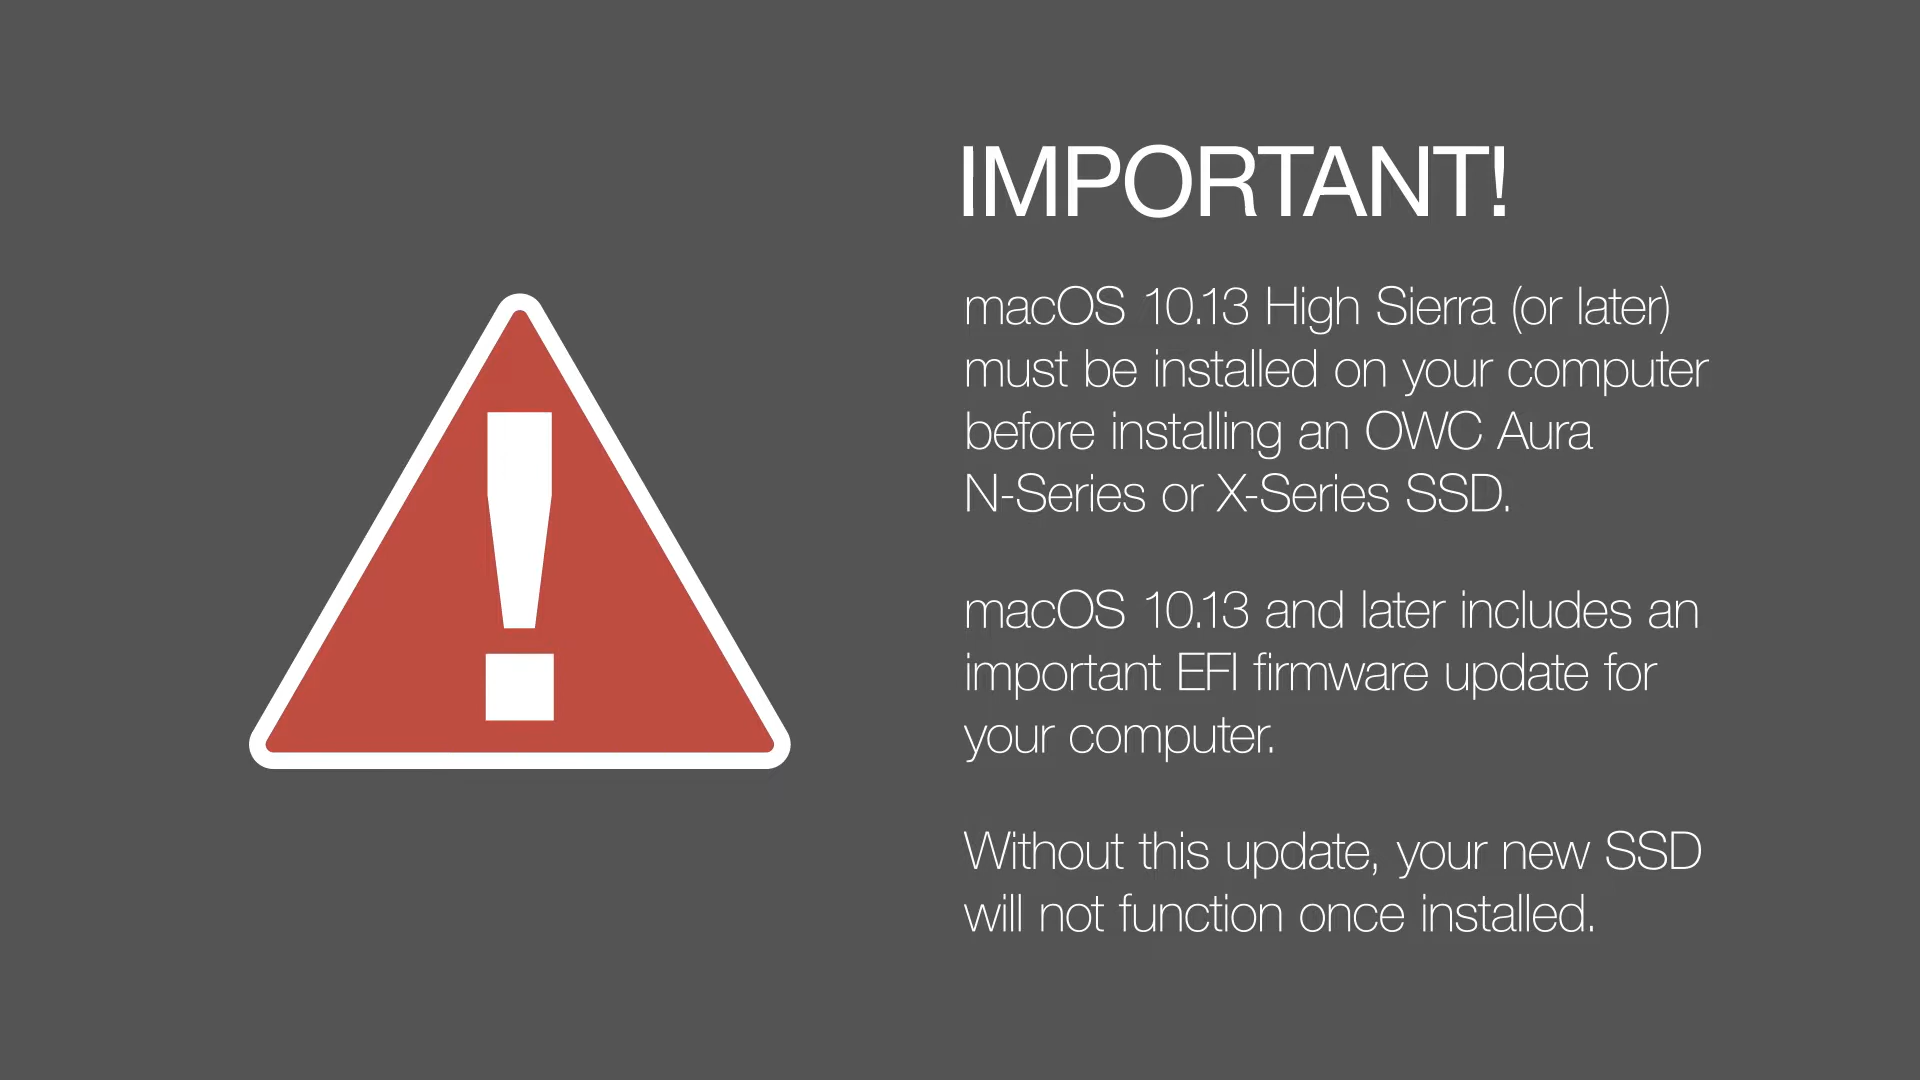 IMPORTANT!
macOS 10.13 High Sierra (or later)
must be installed on your computer
before installing an OWC Aura
N-Series or X-Series SSD.
macOS 10.13 and later includes an
important EFI firmware update for
your computer.
Without this update, your new SSD
will not function once installed.